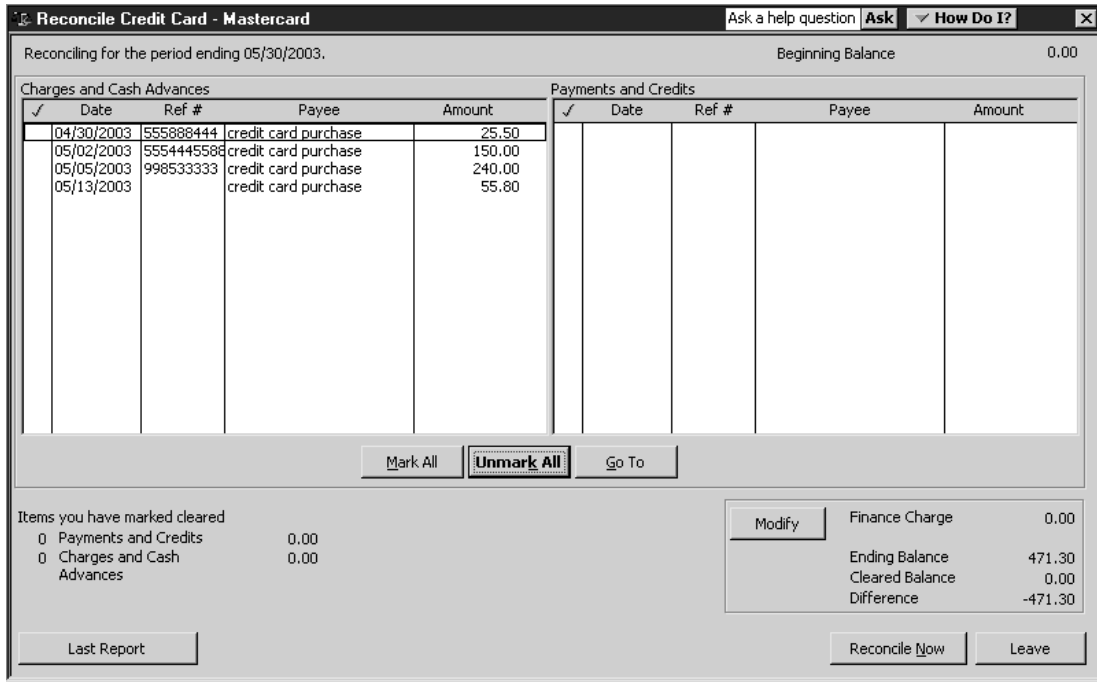 Reconcile Credit Card - Mastercard Ask a help question Ask How Do I?
Reconciling for the period ending 05/30/2003. Beginning Balance 0.00
Charges and Cash Advances Payments and Credits
✓ Date Ref # Payee Amount ✓ Date Ref # Payee Amount
04/30/2003 555888444 credit card purchase 25.50
05/02/2003 5554445588 credit card purchase 150.00
05/05/2003 998533333 credit card purchase 240.00
05/13/2003 credit card purchase 55.80
Mark All Unmark All Go To
Items you have marked cleared
0 Payments and Credits 0.00
0 Charges and Cash 0.00
Advances
Modify Finance Charge 0.00
Ending Balance 471.30
Cleared Balance 0.00
Difference -471.30
Last Report Reconcile Now Leave